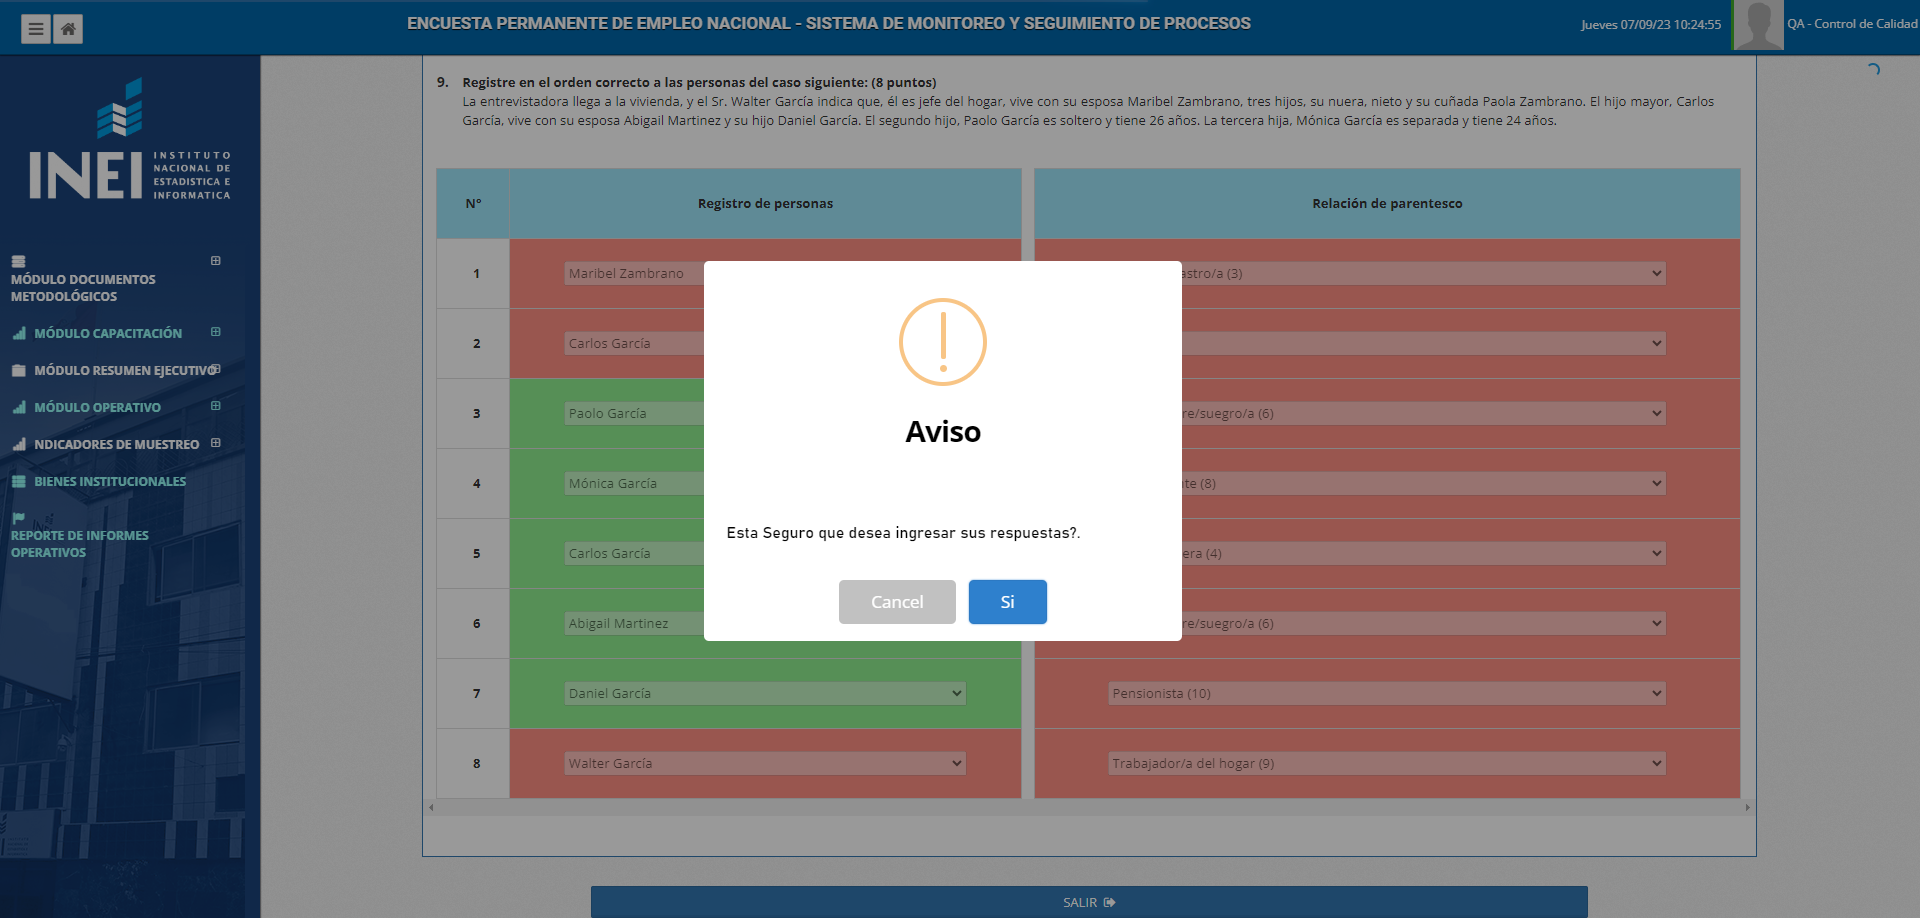 ENCUESTA PERMANENTE DE EMPLEO NACIONAL - SISTEMA DE MONITOREO Y SEGUIMIENTO DE PROCESOS
Jueves 07/09/23 10:24:55
QA - Control de Calidad
INEI
INSTITUTO
NACIONAL DE
ESTADISTICA E
INFORMATICA
MÓDULO DOCUMENTOS
METODOLÓGICOS
MÓDULO CAPACITACIÓN
MÓDULO RESUMEN EJECUTIVO
MÓDULO OPERATIVO
NDICADORES DE MUESTREO
BIENES INSTITUCIONALES
REPORTE DE INFORMES
OPERATIVOS
9. Registre en el orden correcto a las personas del caso siguiente: (8 puntos)
La entrevistadora llega a la vivienda, y el Sr. Walter García indica que, él es jefe del hogar, vive con su esposa Maribel Zambrano, tres hijos, su nuera, nieto y su cuñada Paola Zambrano. El hijo mayor, Carlos
García, vive con su esposa Abigail Martinez y su hijo Daniel García. El segundo hijo, Paolo García es soltero y tiene 26 años. La tercera hija, Mónica García es separada y tiene 24 años.
N° Registro de personas Relación de parentesco
1 Maribel Zambrano astro/a (3)
2 Carlos García
3 Paolo García re/suegro/a (6)
4 Mónica García te (8)
5 Carlos García era (4)
6 Abigail Martinez re/suegro/a (6)
7 Daniel García Pensionista (10)
8 Walter García Trabajador/a del hogar (9)
Aviso
Esta Seguro que desea ingresar sus respuestas?.
Cancel
Si
SALIR